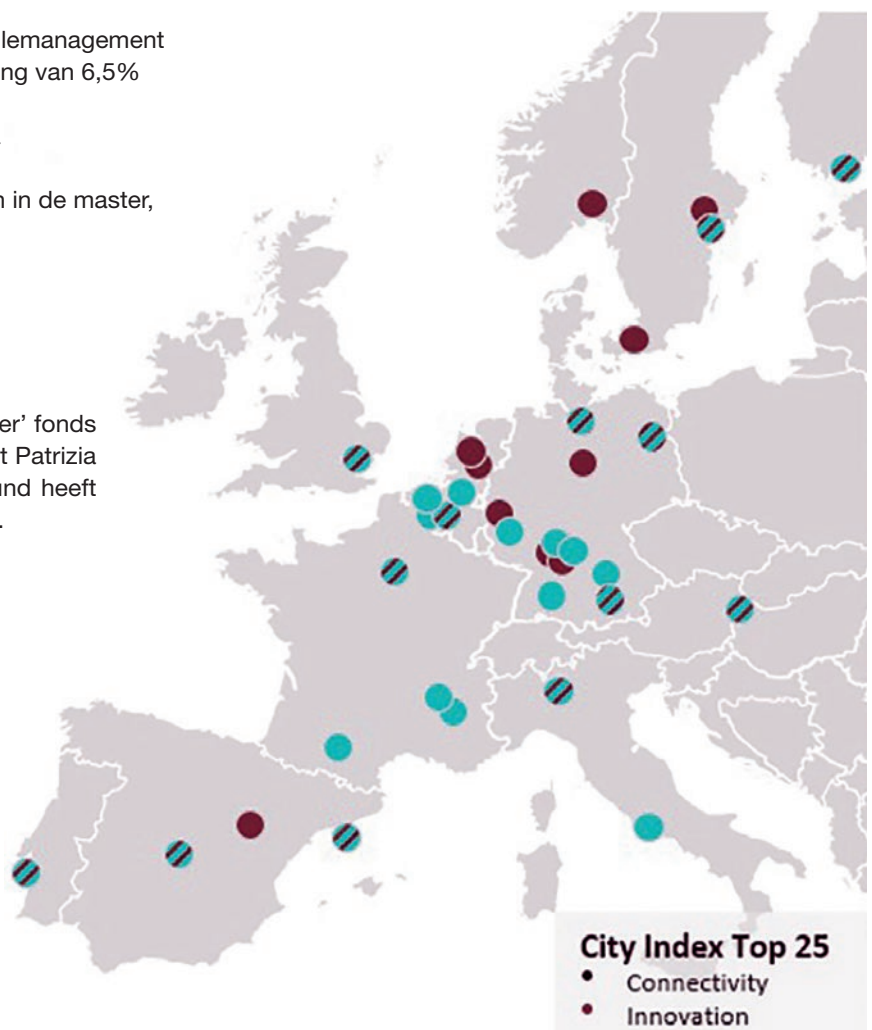 lemanagement
ng van 6,5%
n in de master,
er’ fonds
t Patrizia
und heeft
.
City Index Top 25
• Connectivity
• Innovation